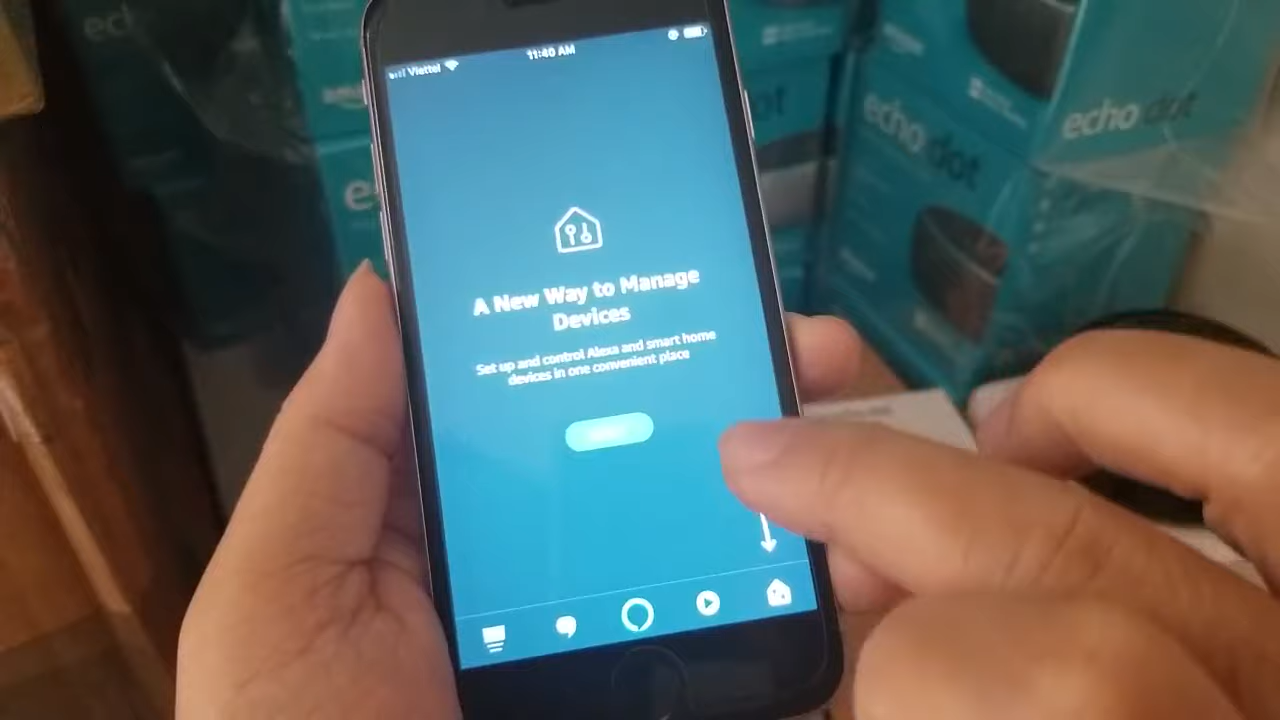 Viettel
11:40 AM
A New Way to Manage
Devices
Set up and control Alexa and smart home
devices in one convenient place
echo dot
echo dot
dot